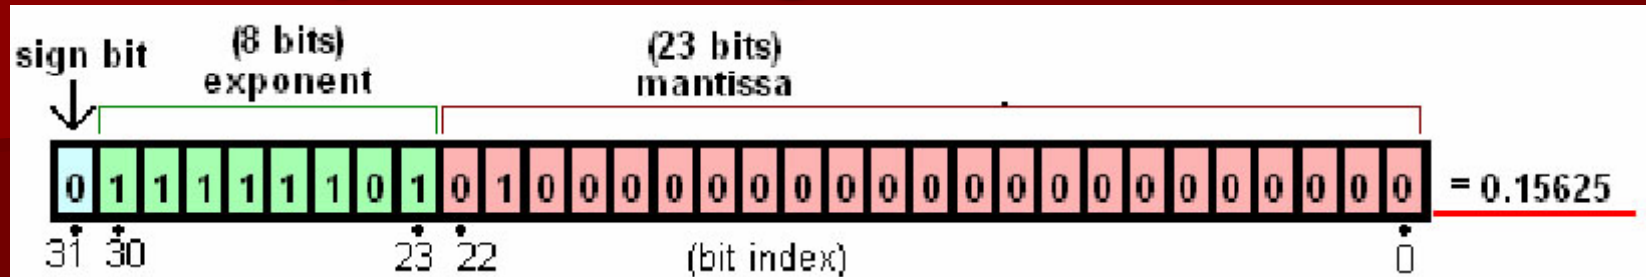 sign bit
(8 bits)
exponent
(23 bits)
mantissa
0 1 1 1 1 1 1 0 1 0 1 0 0 0 0 0 0 0 0 0 0 0 0 0 0 0 0 0 0 0 0 0 = 0.15625
31 30 23 22 (bit index) 0